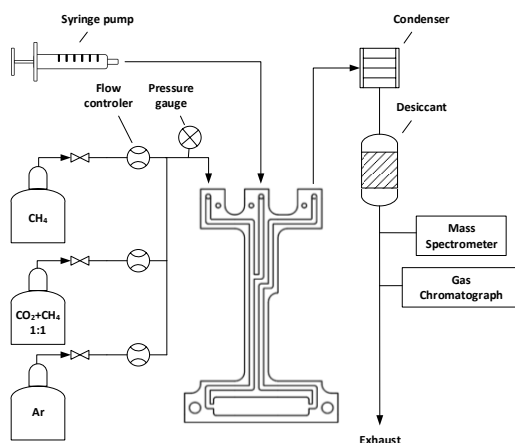 Syringe pump
Condenser
Flow
controler
Pressure
gauge
Desiccant
CH₄
Mass
Spectrometer
CO₂+CH₄
1:1
Gas
Chromatograph
Ar
Exhaust